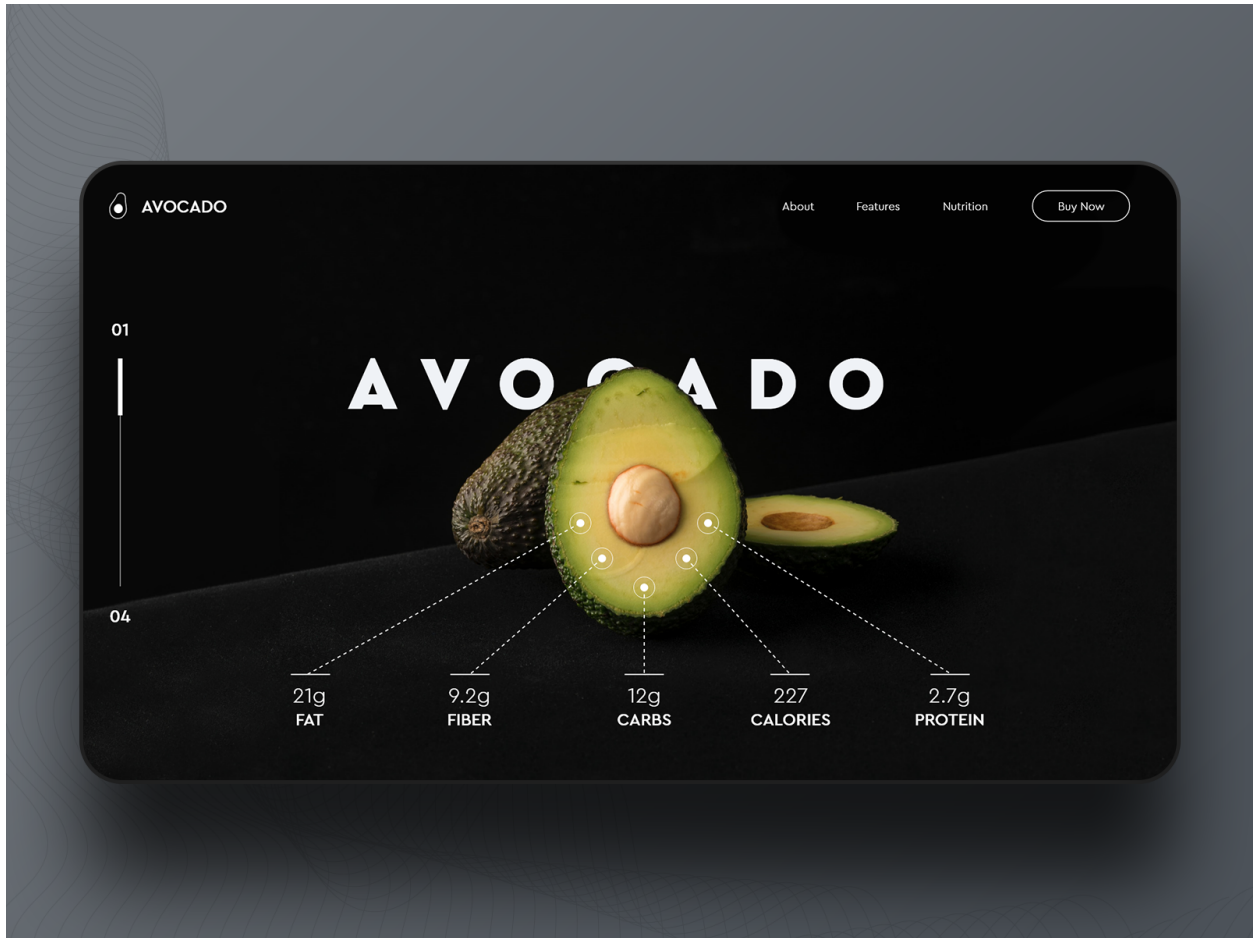 AVOCADO
About
Features
Nutrition
Buy Now
01
AVOCADO
04
21g
FAT
9.2g
FIBER
12g
CARBS
227
CALORIES
2.7g
PROTEIN